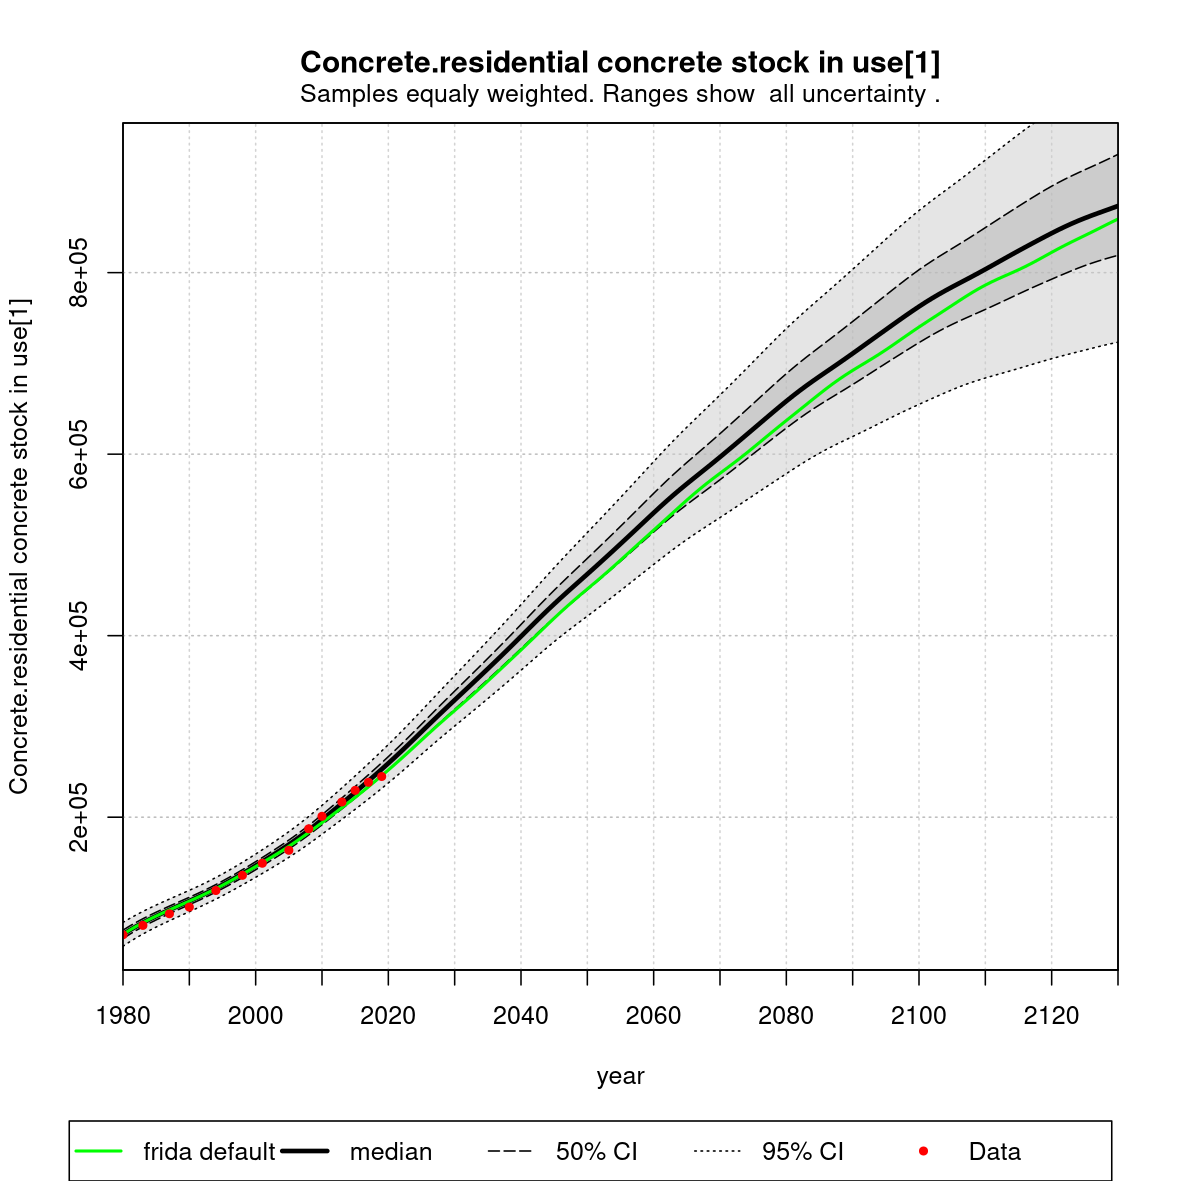 Concrete.residential concrete stock in use[1]
Samples equaly weighted. Ranges show  all uncertainty .
Concrete.residential concrete stock in use[1]
8e+05
6e+05
4e+05
2e+05
1980 2000 2020 2040 2060 2080 2100 2120
year
frida default median 50% CI 95% CI Data